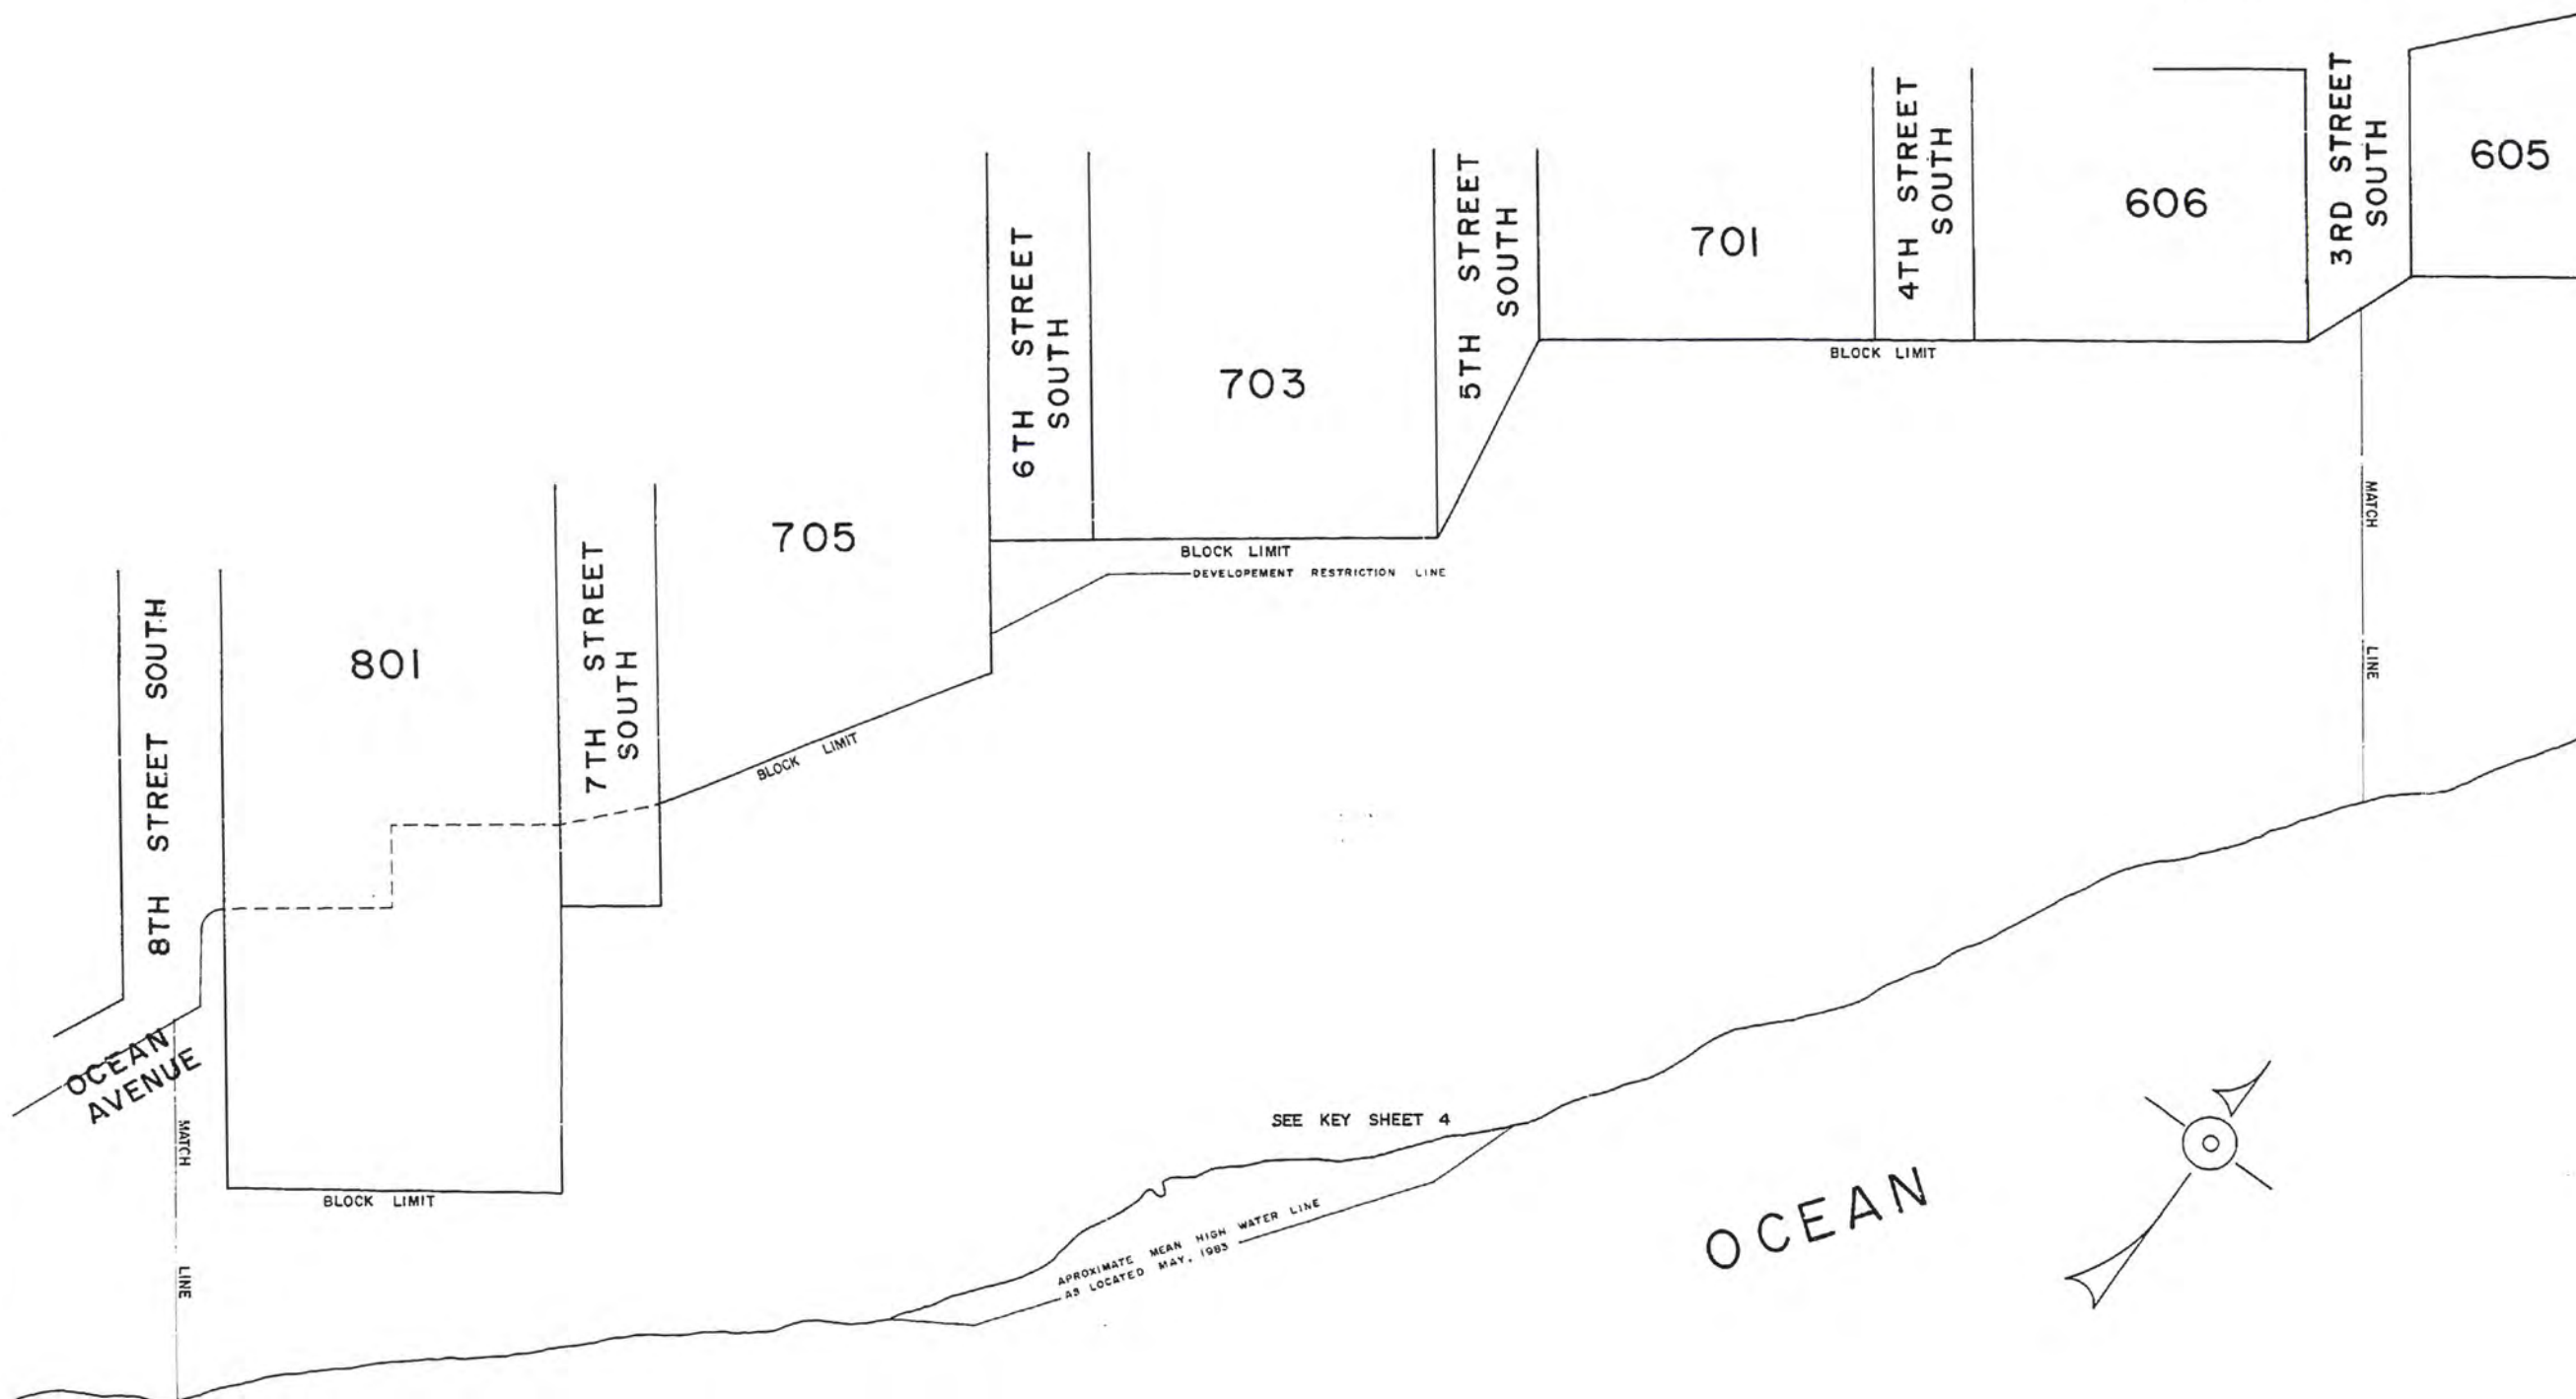 3RD STREET
SOUTH
605
4TH STREET
SOUTH
606
701
5TH STREET
SOUTH
BLOCK LIMIT
6TH STREET
SOUTH
703
BLOCK LIMIT
DEVELOPEMENT RESTRICTION LINE
MATCH
LINE
705
7TH STREET
SOUTH
801
8TH STREET SOUTH
BLOCK LIMIT
OCEAN
AVENUE
MATCH
LINE
BLOCK LIMIT
SEE KEY SHEET 4
APROXIMATE MEAN HIGH WATER LINE
AS LOCATED MAY, 1983
OCEAN